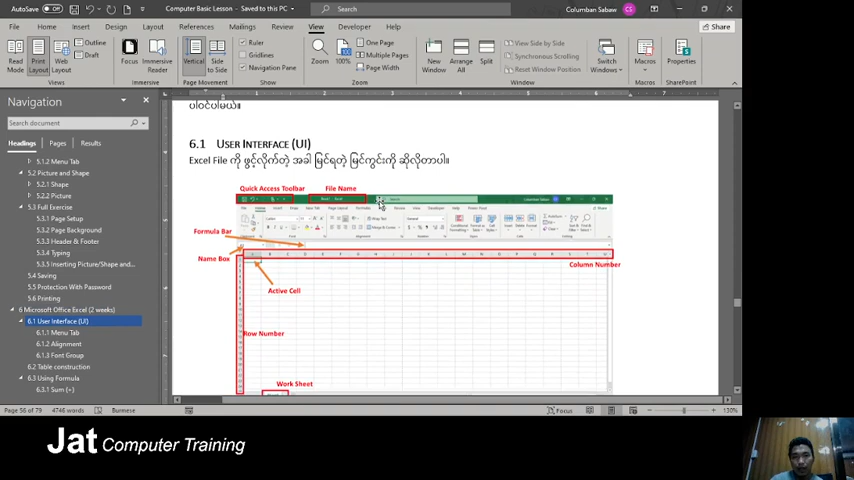 AutoSave Off
Computer Basic Lesson - Saved to this PC
Search
Columban Sabaw CS
File Home Insert Draw Design Layout References Mailings Review View Developer Help Share
Read Mode
Print Layout
Web Layout
Outline
Draft
Views
Focus
Immersive Reader
Immersive
Vertical
Side to Side
Page Movement
Ruler
Gridlines
Navigation Pane
Show
Zoom
100%
One Page
Multiple Pages
Page Width
Zoom
New Window
Arrange All
Split
View Side by Side
Synchronous Scrolling
Reset Window Position
Window
Switch Windows
Macros
Macros
Properties
SharePoint
Navigation
Search document
Headings Pages Results
5.1.2 Menu Tab
5.2 Picture and Shape
5.2.1 Shape
5.2.2 Picture
5.3 Full Exercise
5.3.1 Page Setup
5.3.2 Page Background
5.3.3 Header & Footer
5.3.4 Typing
5.3.5 Inserting Picture/Shape and...
5.4 Saving
5.5 Protection With Password
5.6 Printing
6 Microsoft Office Excel (2 weeks)
6.1 User Interface (UI)
6.1.1 Menu Tab
6.1.2 Alignment
6.1.3 Font Group
6.2 Table construction
6.3 Using Formula
6.3.1 Sum (+)
ပါဝင်ပါမယ်။
6.1 USER INTERFACE (UI)
Excel File ကို ဖွင့်လိုက်တဲ့ အခါ မြင်ရတဲ့ မြင်ကွင်းကို ဆိုလိုတာပါ။
Quick Access Toolbar
File Name
Formula Bar
Name Box
Column Number
Active Cell
Row Number
Work Sheet
Page 56 of 79 4746 words Burmese
Focus
130%
Jat Computer Training